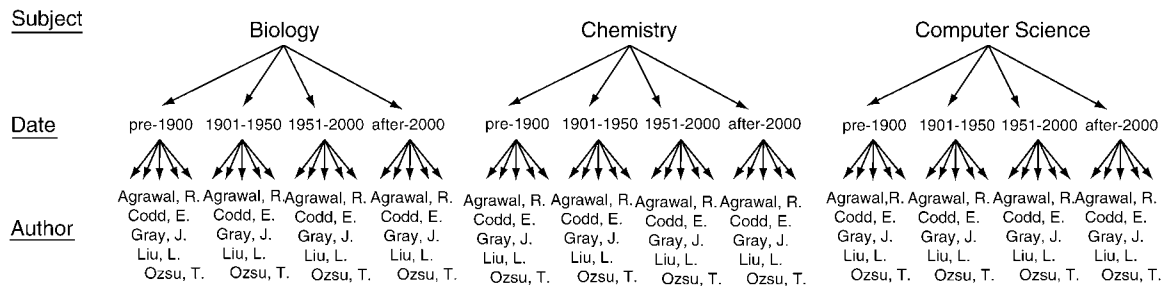 Subject
Biology Chemistry Computer Science
Date
pre-1900 1901-1950 1951-2000 after-2000 pre-1900 1901-1950 1951-2000 after-2000 pre-1900 1901-1950 1951-2000 after-2000
Author
Agrawal, R. Agrawal, R. Agrawal, R. Agrawal, R. Agrawal, R. Agrawal, R. Agrawal, R. Agrawal, R. Agrawal,R. Agrawal, R. Agrawal, R. Agrawal, R.
Codd, E. Codd, E. Codd, E. Codd, E. Codd, E. Codd, E. Codd, E. Codd, E. Codd, E. Codd, E. Codd, E. Codd, E.
Gray, J. Gray, J. Gray, J. Gray, J. Gray, J. Gray, J. Gray, J. Gray, J. Gray, J. Gray, J. Gray, J. Gray, J.
Liu, L. Liu, L. Liu, L. Liu, L. Liu, L. Liu, L. Liu, L. Liu, L. Liu, L. Liu, L. Liu, L. Liu, L.
Ozsu, T. Ozsu, T. Ozsu, T. Ozsu, T. Ozsu, T. Ozsu, T. Ozsu, T. Ozsu, T. Ozsu, T. Ozsu, T. Ozsu, T. Ozsu, T.